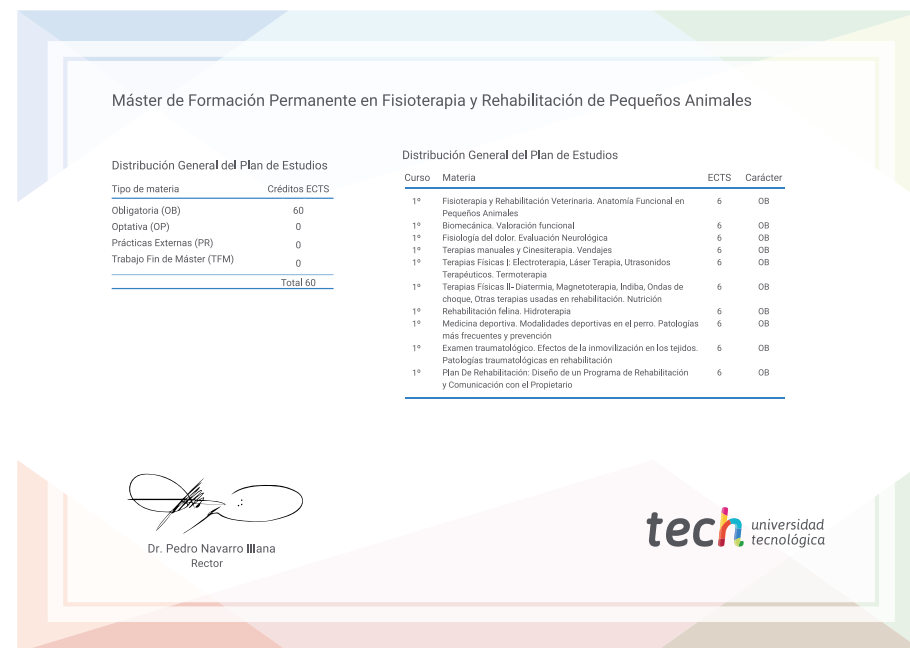 Máster de Formación Permanente en Fisioterapia y Rehabilitación de Pequeños Animales
Distribución General del Plan de Estudios
Tipo de materia Créditos ECTS
Obligatoria (OB) 60
Optativa (OP) 0
Prácticas Externas (PR) 0
Trabajo Fin de Máster (TFM) 0
Total 60
Distribución General del Plan de Estudios
Curso Materia ECTS Carácter
1º Fisioterapia y Rehabilitación Veterinaria. Anatomía Funcional en 6 OB
Pequeños Animales
1º Biomecánica. Valoración funcional 6 OB
1º Fisiología del dolor. Evaluación Neurológica 6 OB
1º Terapias manuales y Cinesiterapia. Vendajes 6 OB
1º Terapias Físicas I: Electroterapia, Láser Terapia, Utrasonidos 6 OB
Terapéuticos. Termoterapia
1º Terapias Físicas II- Diatermia, Magnetoterapia, Indiba, Ondas de 6 OB
choque, Otras terapias usadas en rehabilitación. Nutrición
1º Rehabilitación felina. Hidroterapia 6 OB
1º Medicina deportiva. Modalidades deportivas en el perro. Patologías 6 OB
más frecuentes y prevención
1º Examen traumatológico. Efectos de la inmovilización en los tejidos. 6 OB
Patologías traumatológicas en rehabilitación
1º Plan De Rehabilitación: Diseño de un Programa de Rehabilitación 6 OB
y Comunicación con el Propietario
Dr. Pedro Navarro Illana
Rector
tech universidad
tecnológica